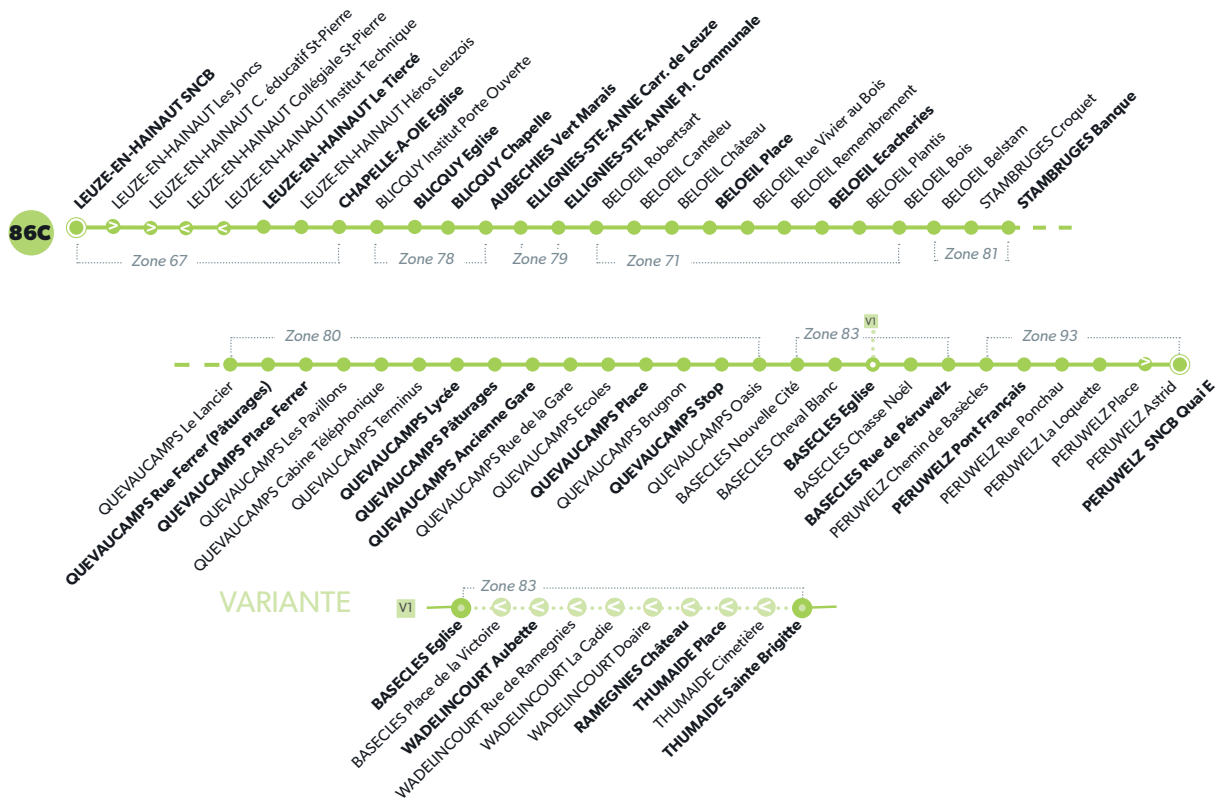 86C
LEUZE-EN-HAINAUT SNCB
LEUZE-EN-HAINAUT Les Joncs
LEUZE-EN-HAINAUT C. éducatif St-Pierre
LEUZE-EN-HAINAUT Collégiale St-Pierre
LEUZE-EN-HAINAUT Institut Technique
LEUZE-EN-HAINAUT Le Tiercé
LEUZE-EN-HAINAUT Héros Leuzois
CHAPELLE-A-OIE Eglise
BLICQUY Institut Porte Ouverte
BLICQUY Eglise
BLICQUY Chapelle
AUBECHIES Vert Marais
ELLIGNIES-STE-ANNE Carr. de Leuze
ELLIGNIES-STE-ANNE Pl. Communale
BELOEIL Robertsart
BELOEIL Canteleu
BELOEIL Château
BELOEIL Place
BELOEIL Rue Vivier au Bois
BELOEIL Remembrement
BELOEIL Ecacheries
BELOEIL Plantis
BELOEIL Bois
BELOEIL Belstam
STAMBRUGES Croquet
STAMBRUGES Banque
Zone 67
Zone 78
Zone 79
Zone 71
Zone 81
Zone 80
Zone 83
Zone 93
V1
QUEVAUCAMPS Le Lancier
QUEVAUCAMPS Rue Ferrer (Pâturages)
QUEVAUCAMPS Place Ferrer
QUEVAUCAMPS Les Pavillons
QUEVAUCAMPS Cabine Téléphonique
QUEVAUCAMPS Terminus
QUEVAUCAMPS Lycée
QUEVAUCAMPS Pâturages
QUEVAUCAMPS Ancienne Gare
QUEVAUCAMPS Rue de la Gare
QUEVAUCAMPS Ecoles
QUEVAUCAMPS Place
QUEVAUCAMPS Brugnon
QUEVAUCAMPS Stop
QUEVAUCAMPS Oasis
BASECLES Nouvelle Cité
BASECLES Cheval Blanc
BASECLES Eglise
BASECLES Chasse Noël
BASECLES Rue de Péruwelz
PERUWELZ Chemin de Basècles
PERUWELZ Pont Français
PERUWELZ Rue Ponchau
PERUWELZ La Loquette
PERUWELZ Place
PERUWELZ Astrid
PERUWELZ SNCB Quai E
VARIANTE
V1
Zone 83
BASECLES Eglise
BASECLES Place de la Victoire
WADELINCOURT Aubette
WADELINCOURT Rue de Ramegnies
WADELINCOURT La Cadie
WADELINCOURT Doaire
RAMEGNIES Château
THUMAIDE Place
THUMAIDE Cimetière
THUMAIDE Sainte Brigitte